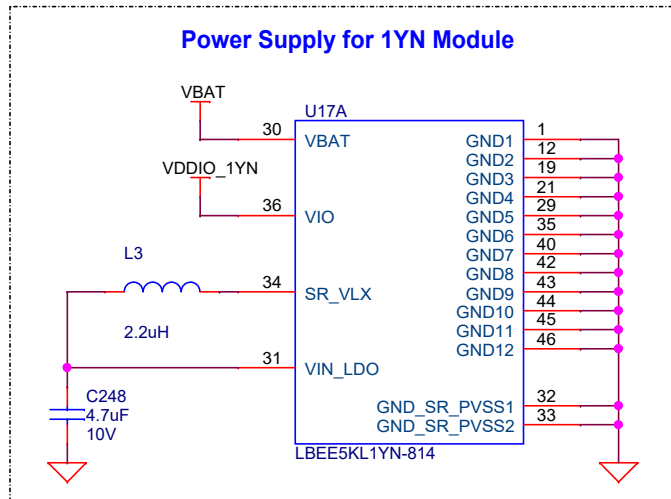 Power Supply for 1YN Module
VBAT
U17A
30 VBAT GND1 1
GND2 12
VDDIO_1YN GND3 19
GND4 21
36 VIO GND5 29
GND6 35
L3 GND7 40
GND8 42
34 SR_VLX GND9 43
GND10 44
2.2uH GND11 45
GND12 46
31 VIN_LDO
C248 GND_SR_PVSS1 32
4.7uF GND_SR_PVSS2 33
10V
LBEE5KL1YN-814